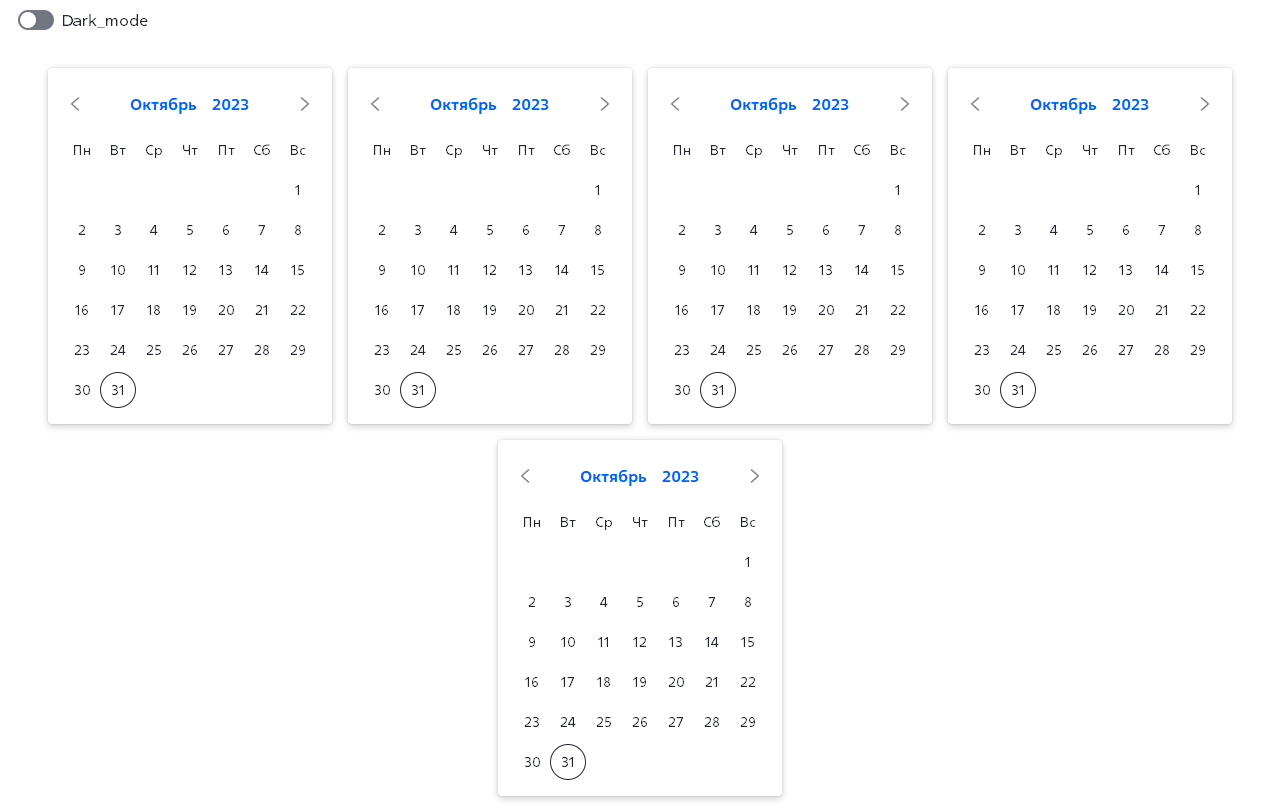 Dark_mode
Октябрь 2023 Октябрь 2023 Октябрь 2023 Октябрь 2023
Пн Вт Ср Чт Пт Сб Вс Пн Вт Ср Чт Пт Сб Вс Пн Вт Ср Чт Пт Сб Вс Пн Вт Ср Чт Пт Сб Вс
1 1 1 1
2 3 4 5 6 7 8 2 3 4 5 6 7 8 2 3 4 5 6 7 8 2 3 4 5 6 7 8
9 10 11 12 13 14 15 9 10 11 12 13 14 15 9 10 11 12 13 14 15 9 10 11 12 13 14 15
16 17 18 19 20 21 22 16 17 18 19 20 21 22 16 17 18 19 20 21 22 16 17 18 19 20 21 22
23 24 25 26 27 28 29 23 24 25 26 27 28 29 23 24 25 26 27 28 29 23 24 25 26 27 28 29
30 31 30 31 30 31 30 31
Октябрь 2023
Пн Вт Ср Чт Пт Сб Вс
1
2 3 4 5 6 7 8
9 10 11 12 13 14 15
16 17 18 19 20 21 22
23 24 25 26 27 28 29
30 31